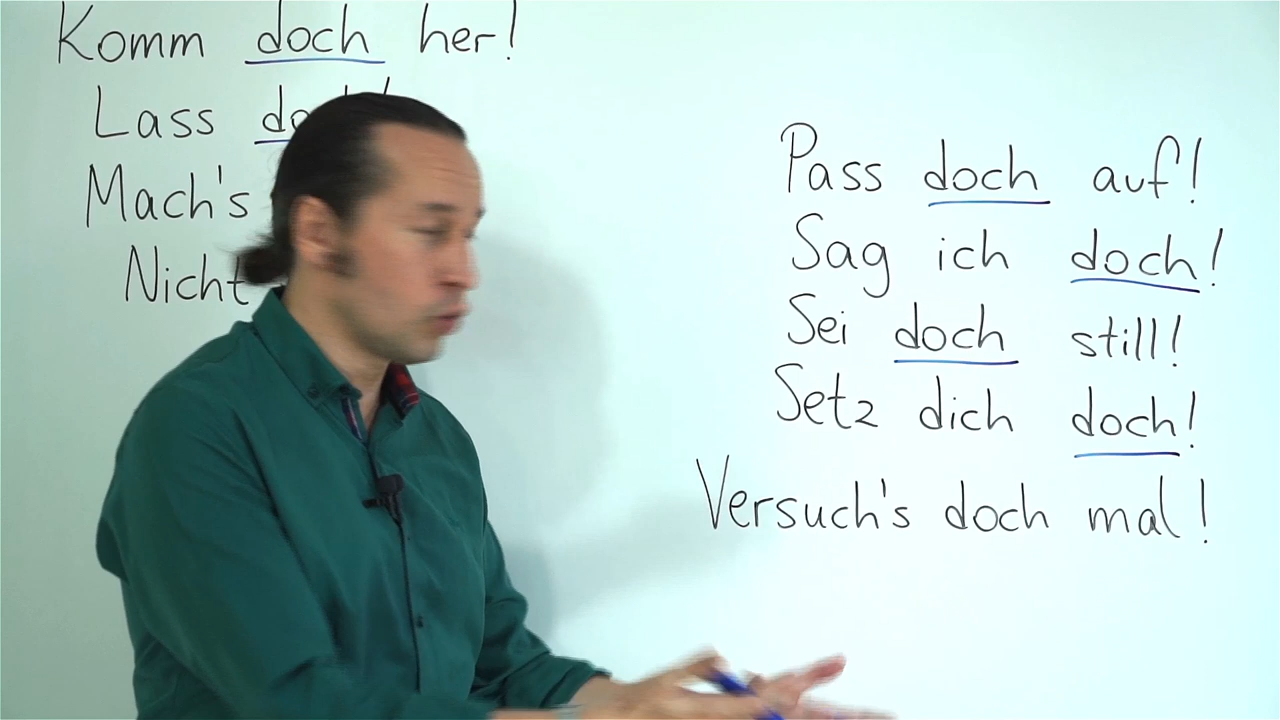 Komm doch her!
Lass
Mach's
Nicht
Pass doch auf!
Sag ich doch!
Sei doch still!
Setz dich doch!
Versuch's doch mal!